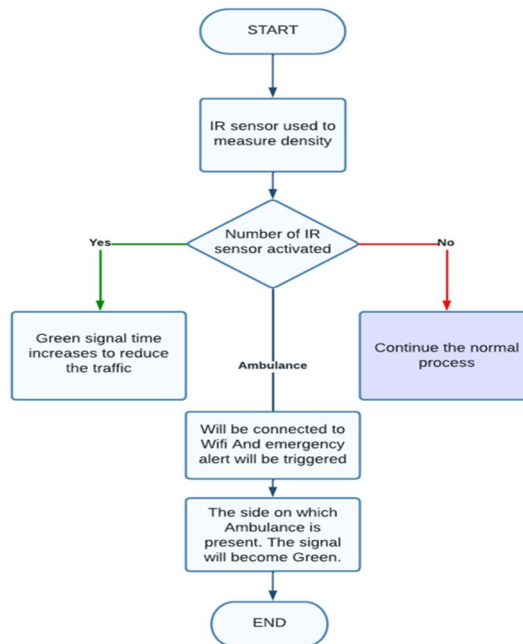 START
IR sensor used to
measure density
Number of IR
sensor activated
Yes
No
Green signal time
increases to reduce
the traffic
Continue the normal
process
Ambulance
Will be connected to
Wifi And emergency
alert will be triggered
The side on which
Ambulance is
present. The signal
will become Green.
END